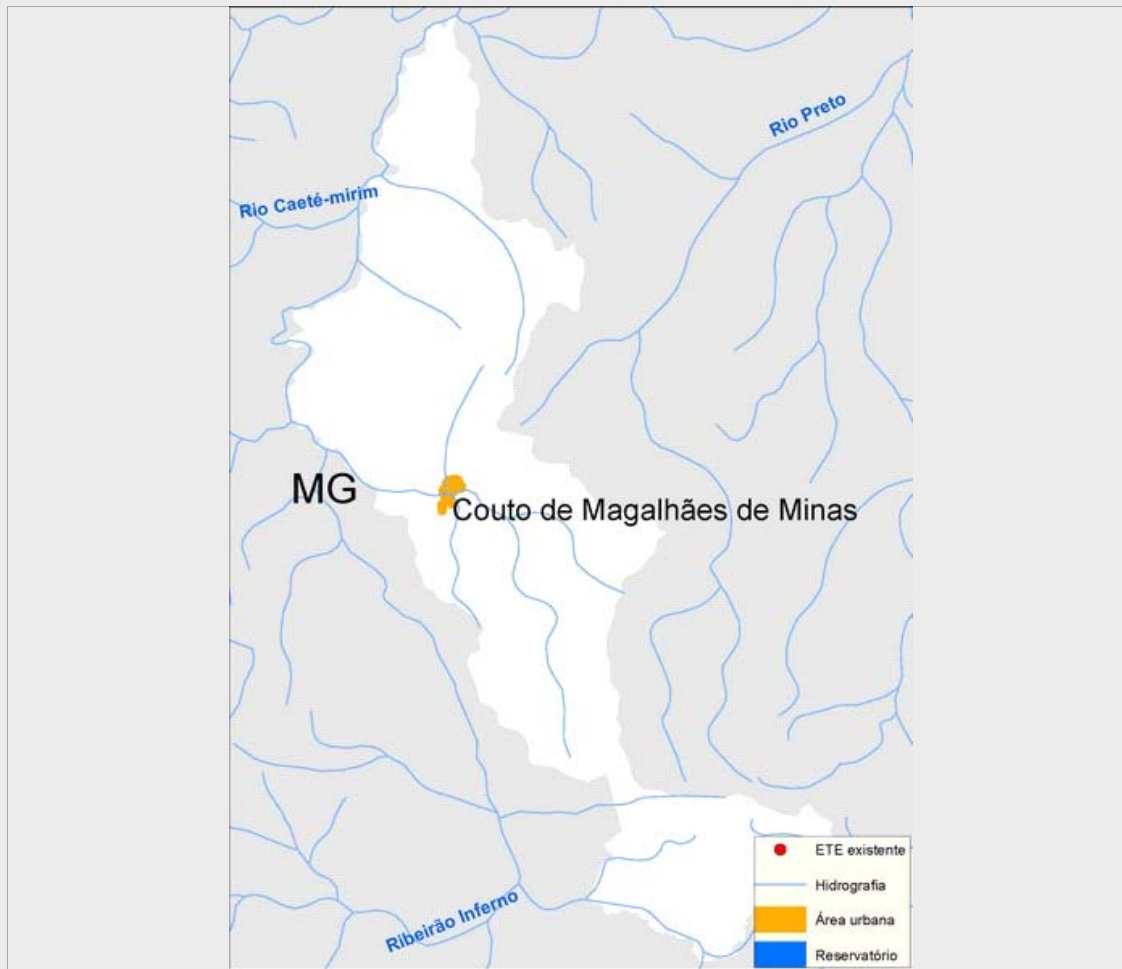 Rio Preto
Rio Caeté-mirim
MG
Couto de Magalhães de Minas
Ribeirão Inferno
ETE existente
Hidrografia
Área urbana
Reservatório